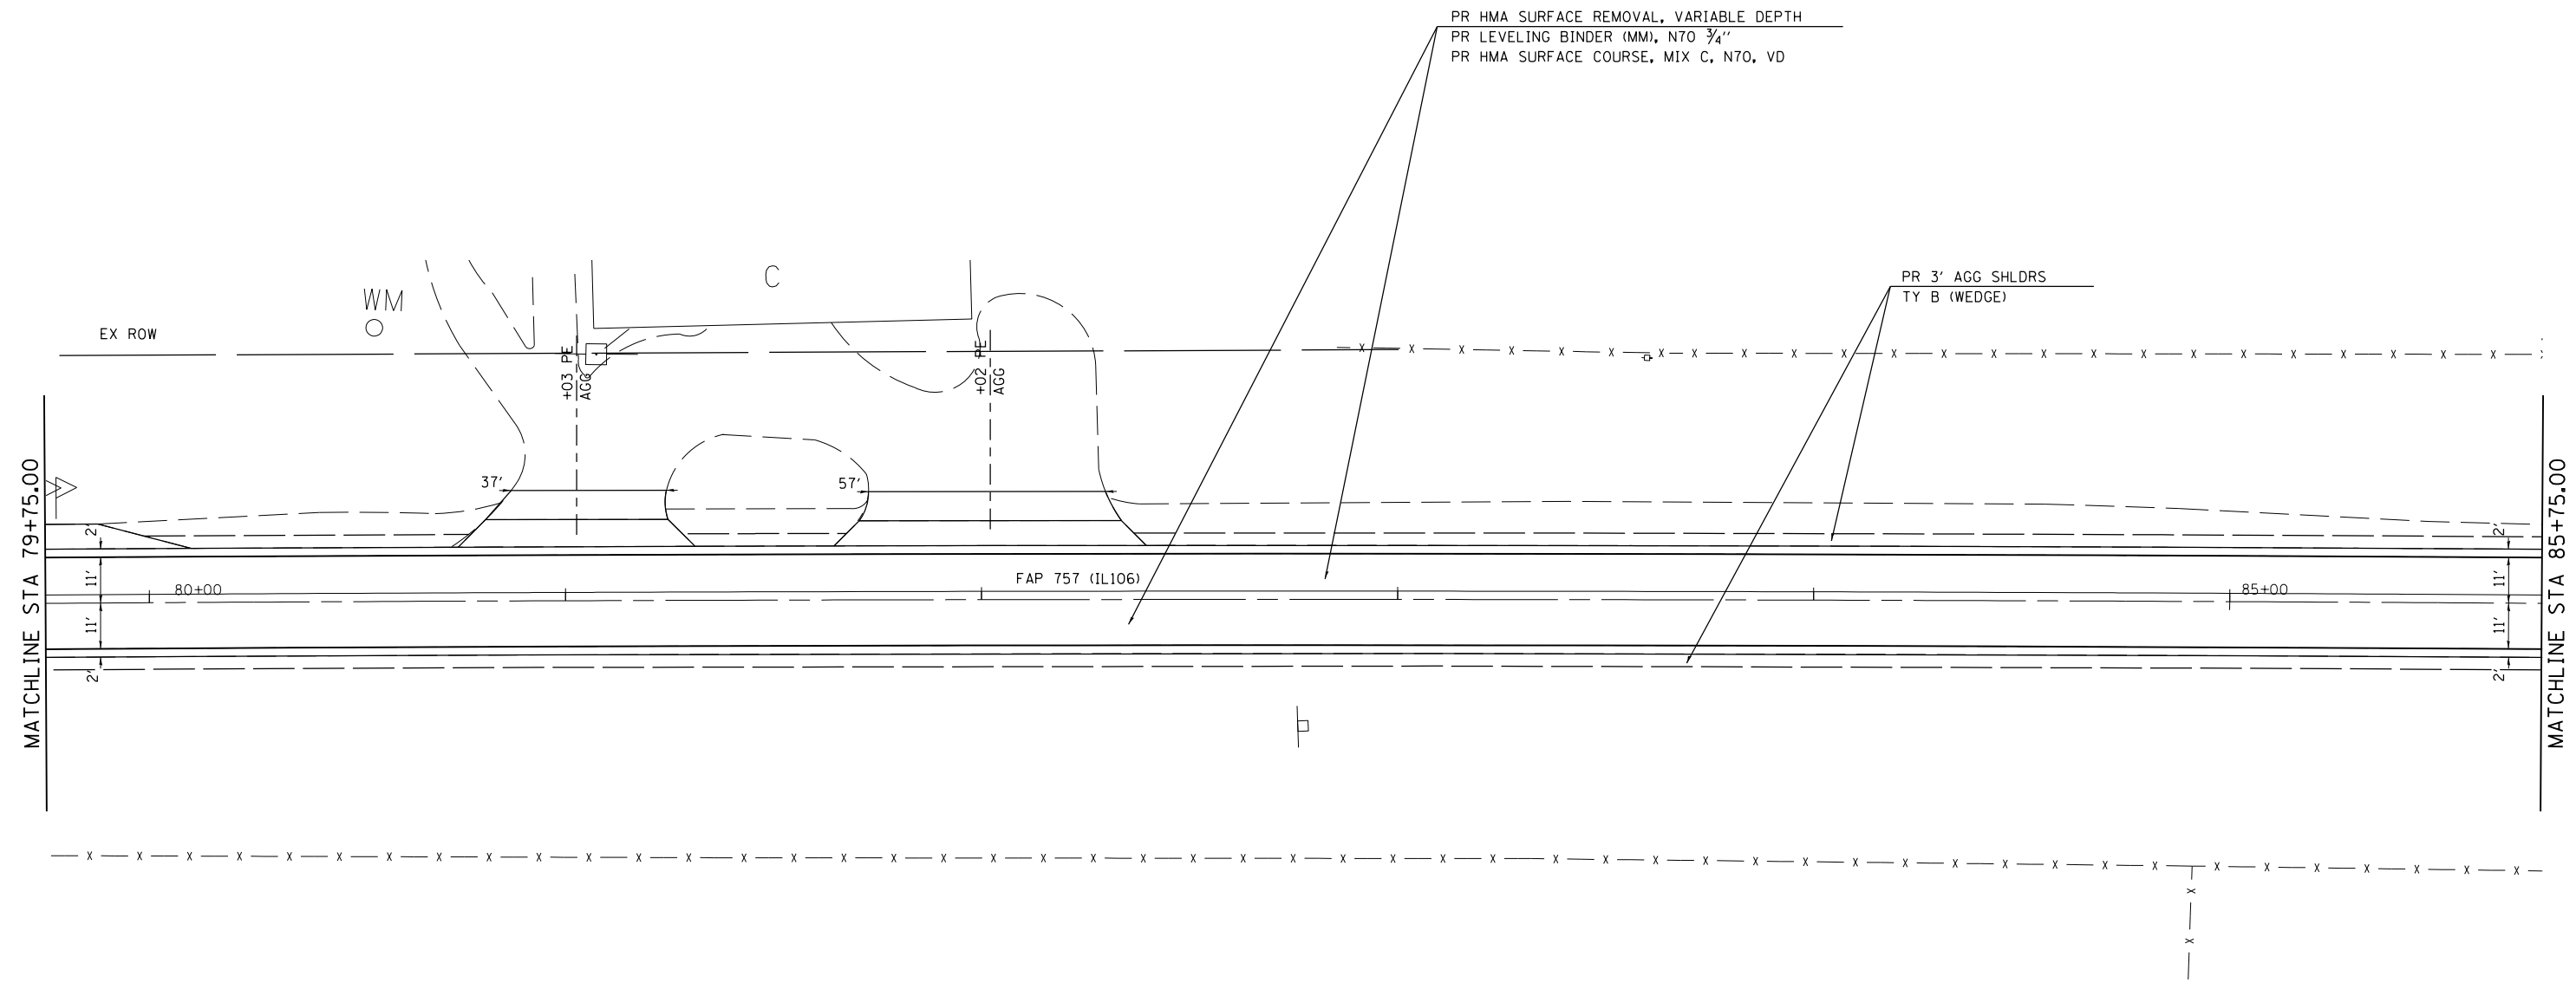 PR HMA SURFACE REMOVAL, VARIABLE DEPTH
PR LEVELING BINDER (MM), N70 3/4"
PR HMA SURFACE COURSE, MIX C, N70, VD
PR 3' AGG SHLDRS
TY B (WEDGE)
C
WM
EX ROW
+03 PE
AGG
+02 PE
AGG
37'
57'
MATCHLINE STA 79+75.00
2'
11'
11'
2'
80+00
FAP 757 (IL106)
85+00
2'
11'
11'
2'
MATCHLINE STA 85+75.00